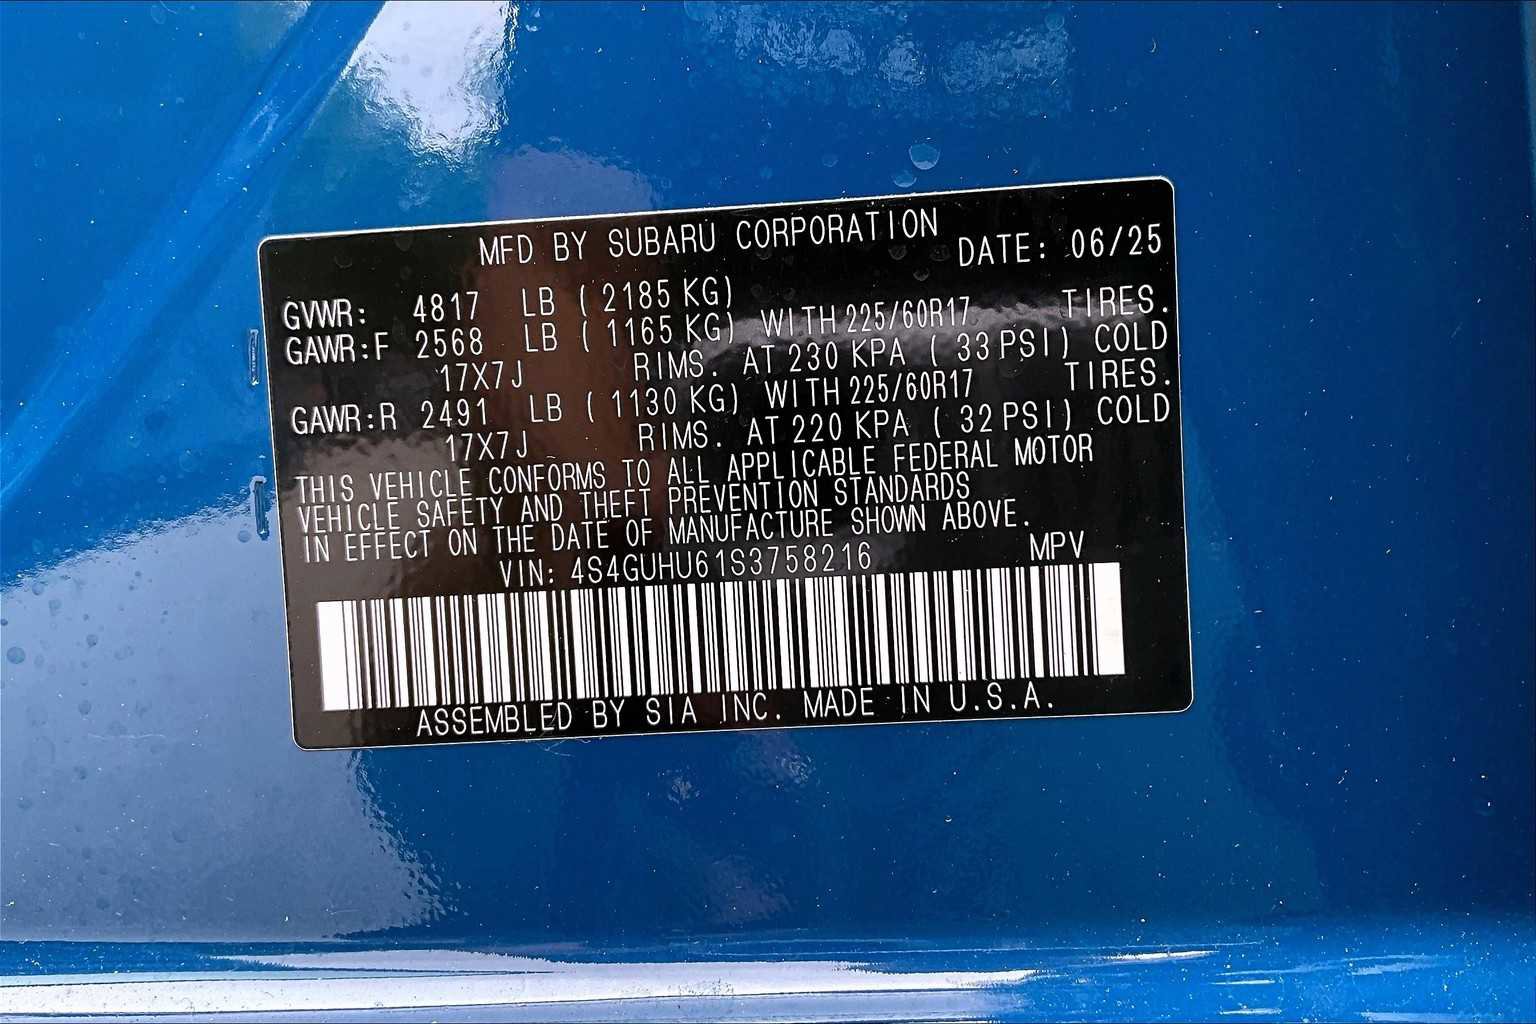 MFD BY SUBARU CORPORATION
DATE: 06/25
GVWR: 4817 LB (2185 KG)
GAWR:F 2568 LB (1165 KG) WITH 225/60R17 TIRES.
17X7J RIMS. AT 230 KPA (33 PSI) COLD
GAWR:R 2491 LB (1130 KG) WITH 225/60R17 TIRES.
17X7J RIMS. AT 220 KPA (32 PSI) COLD
THIS VEHICLE CONFORMS TO ALL APPLICABLE FEDERAL MOTOR
VEHICLE SAFETY AND THEFT PREVENTION STANDARDS
IN EFFECT ON THE DATE OF MANUFACTURE SHOWN ABOVE.
VIN: 4S4GUHU61S3758216 MPV
ASSEMBLED BY SIA INC. MADE IN U.S.A.